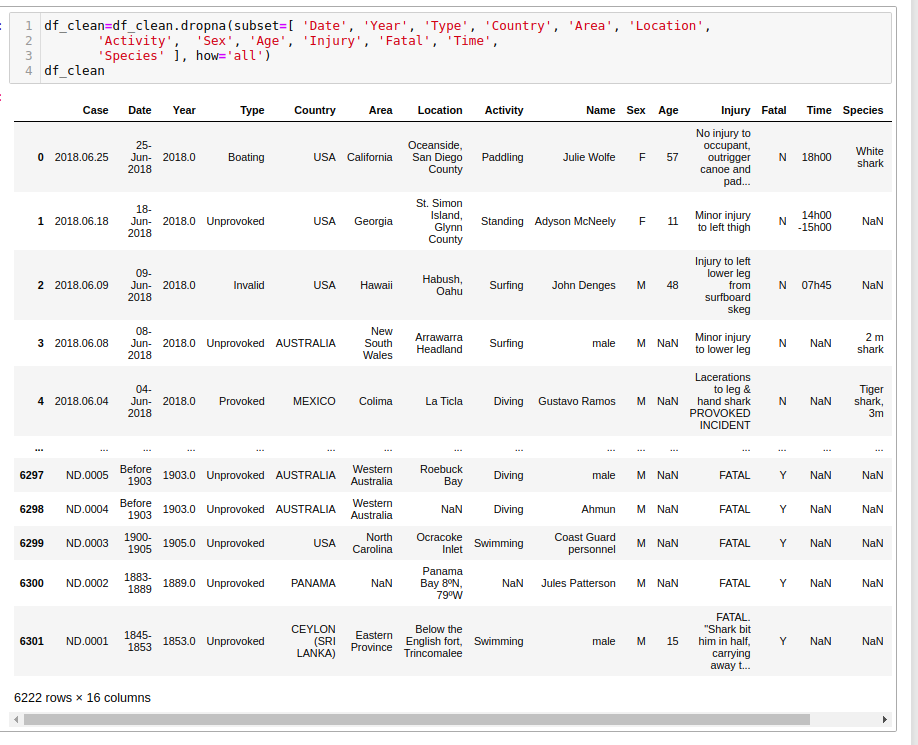 1 df_clean=df_clean.dropna(subset=[ 'Date', 'Year', 'Type', 'Country', 'Area', 'Location',
2 'Activity', 'Sex', 'Age', 'Injury', 'Fatal', 'Time',
3 'Species' ], how='all')
4 df_clean
Case Date Year Type Country Area Location Activity Name Sex Age Injury Fatal Time Species
0 2018.06.25 25-Jun-2018 2018.0 Boating USA California Oceanside, San Diego County Paddling Julie Wolfe F 57 No injury to occupant, outrigger canoe and pad... N 18h00 White shark
1 2018.06.18 18-Jun-2018 2018.0 Unprovoked USA Georgia St. Simon Island, Glynn County Standing Adyson McNeely F 11 Minor injury to left thigh N 14h00 -15h00 NaN
2 2018.06.09 09-Jun-2018 2018.0 Invalid USA Hawaii Habush, Oahu Surfing John Denges M 48 Injury to left lower leg from surfboard skeg N 07h45 NaN
3 2018.06.08 08-Jun-2018 2018.0 Unprovoked AUSTRALIA New South Wales Arrawarra Headland Surfing male M NaN Minor injury to lower leg N NaN 2 m shark
4 2018.06.04 04-Jun-2018 2018.0 Provoked MEXICO Colima La Ticla Diving Gustavo Ramos M NaN Lacerations to leg & hand shark PROVOKED INCIDENT N NaN Tiger shark, 3m
... ... ... ... ... ... ... ... ... ... ... ... ... ... ... ...
6297 ND.0005 Before 1903 1903.0 Unprovoked AUSTRALIA Western Australia Roebuck Bay Diving male M NaN FATAL Y NaN NaN
6298 ND.0004 Before 1903 1903.0 Unprovoked AUSTRALIA Western Australia NaN Diving Ahmun M NaN FATAL Y NaN NaN
6299 ND.0003 1900-1905 1905.0 Unprovoked USA North Carolina Ocracoke Inlet Swimming Coast Guard personnel M NaN FATAL Y NaN NaN
6300 ND.0002 1883-1889 1889.0 Unprovoked PANAMA NaN Panama Bay 8ºN, 79ºW NaN Jules Patterson M NaN FATAL Y NaN NaN
6301 ND.0001 1845-1853 1853.0 Unprovoked CEYLON (SRI LANKA) Eastern Province Below the English fort, Trincomalee Swimming male M 15 FATAL. "Shark bit him in half, carrying away t... Y NaN NaN
6222 rows × 16 columns